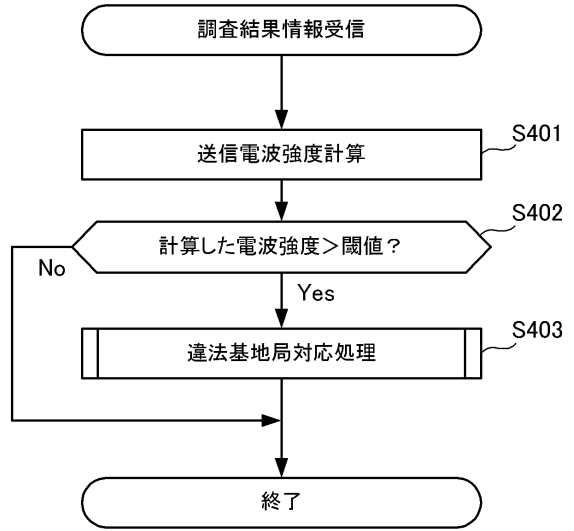 調査結果情報受信
送信電波強度計算
S401
計算した電波強度＞閾値？
S402
No
Yes
違法基地局対応処理
S403
終了